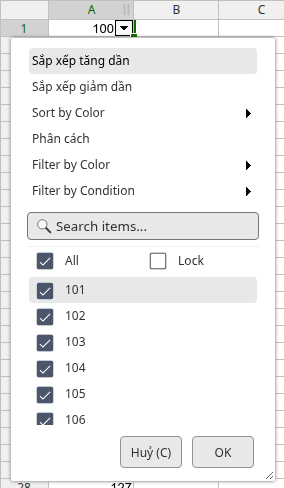 A B C
1 100
Sắp xếp tăng dần
Sắp xếp giảm dần
Sort by Color
Phân cách
Filter by Color
Filter by Condition
Search items...
All Lock
101
102
103
104
105
106
Huỷ (C) OK
28 127